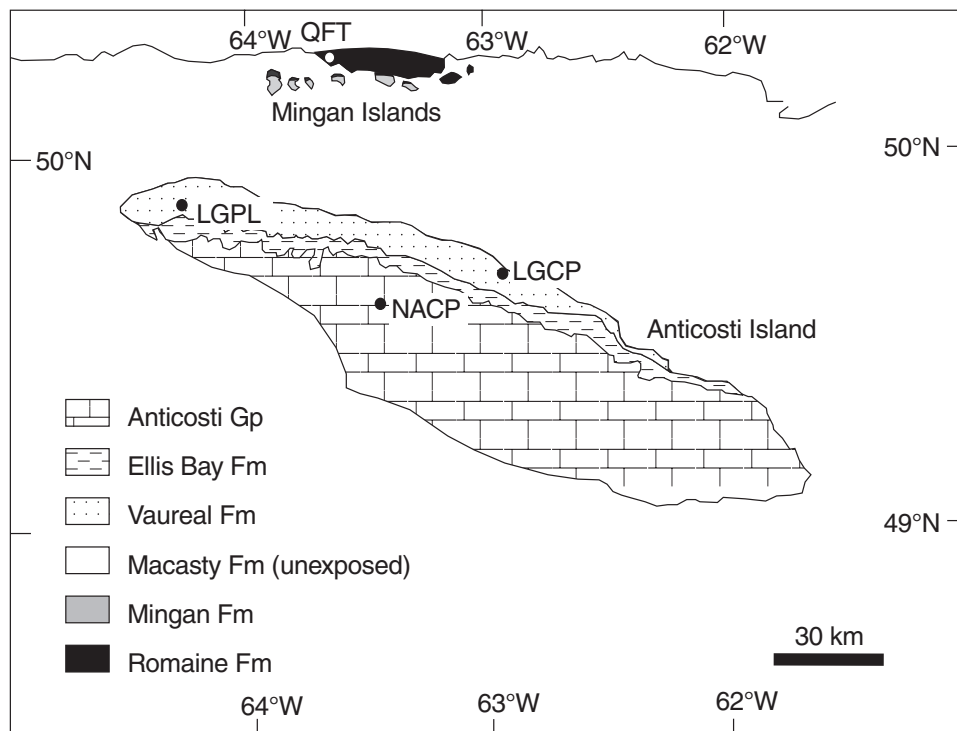 64°W
QFT
63°W
62°W
Mingan Islands
50°N
50°N
LGPL
LGCP
NACP
Anticosti Island
Anticosti Gp
Ellis Bay Fm
Vaureal Fm
49°N
Macasty Fm (unexposed)
Mingan Fm
30 km
Romaine Fm
64°W
63°W
62°W